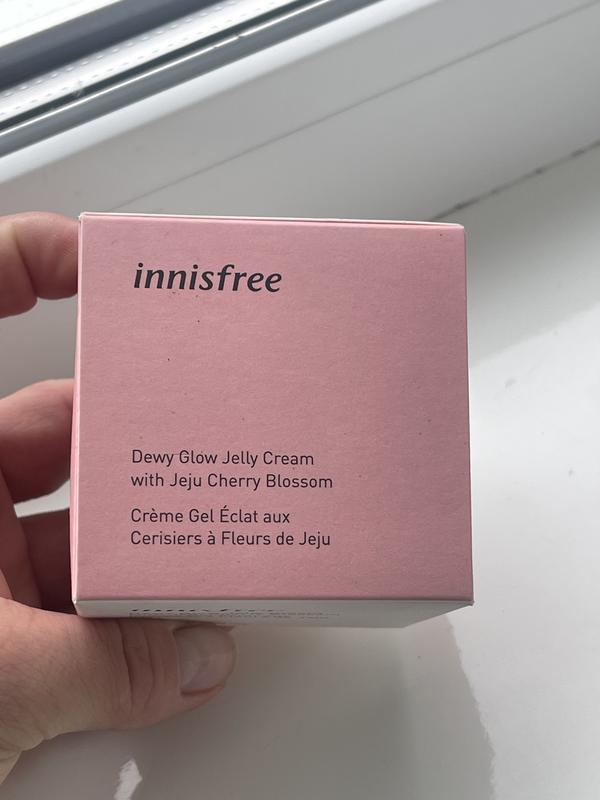 innisfree
Dewy Glow Jelly Cream
with Jeju Cherry Blossom
Crème Gel Éclat aux
Cerisiers à Fleurs de Jeju